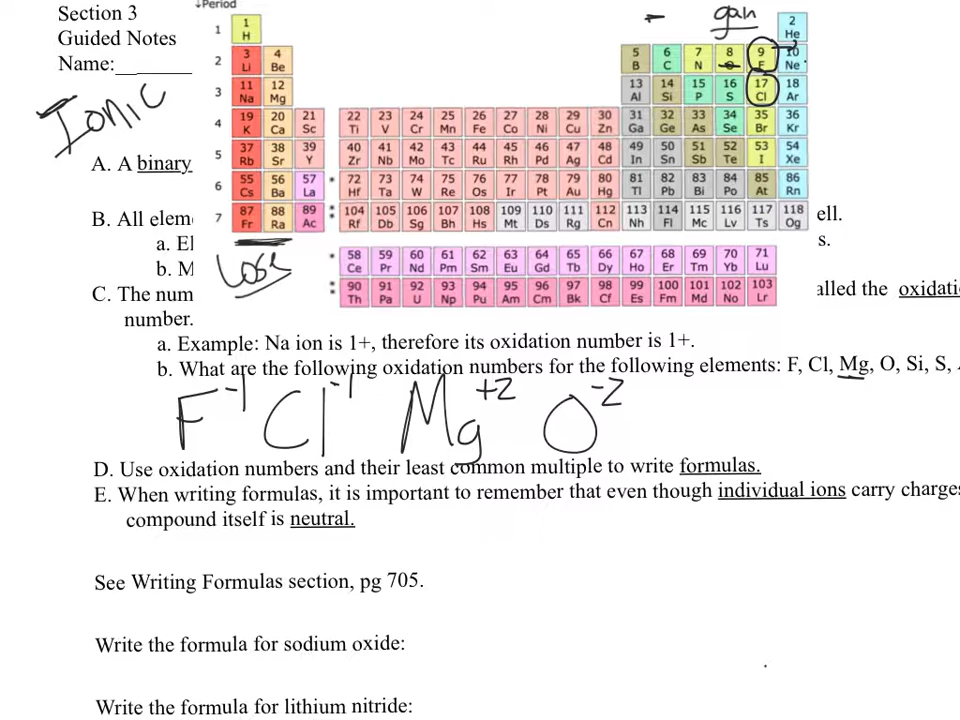 Section 3
Guided Notes
Name:________
Ionic
↓Period
gain
1 1 H 2 He
2 3 Li 4 Be 5 B 6 C 7 N 8 O 9 F 10 Ne
3 11 Na 12 Mg 13 Al 14 Si 15 P 16 S 17 Cl 18 Ar
4 19 K 20 Ca 21 Sc 22 Ti 23 V 24 Cr 25 Mn 26 Fe 27 Co 28 Ni 29 Cu 30 Zn 31 Ga 32 Ge 33 As 34 Se 35 Br 36 Kr
5 37 Rb 38 Sr 39 Y 40 Zr 41 Nb 42 Mo 43 Tc 44 Ru 45 Rh 46 Pd 47 Ag 48 Cd 49 In 50 Sn 51 Sb 52 Te 53 I 54 Xe
6 55 Cs 56 Ba 57 La * 72 Hf 73 Ta 74 W 75 Re 76 Os 77 Ir 78 Pt 79 Au 80 Hg 81 Tl 82 Pb 83 Bi 84 Po 85 At 86 Rn
7 87 Fr 88 Ra 89 Ac ** 104 Rf 105 Db 106 Sg 107 Bh 108 Hs 109 Mt 110 Ds 111 Rg 112 Cn 113 Nh 114 Fl 115 Mc 116 Lv 117 Ts 118 Og
* 58 Ce 59 Pr 60 Nd 61 Pm 62 Sm 63 Eu 64 Gd 65 Tb 66 Dy 67 Ho 68 Er 69 Tm 70 Yb 71 Lu
** 90 Th 91 Pa 92 U 93 Np 94 Pu 95 Am 96 Cm 97 Bk 98 Cf 99 Es 100 Fm 101 Md 102 No 103 Lr
lose
A. A binary
B. All elem ell.
a. El s.
b. M
C. The num alled the oxidati
number.
a. Example: Na ion is 1+, therefore its oxidation number is 1+.
b. What are the following oxidation numbers for the following elements: F, Cl, Mg, O, Si, S,
F-1 Cl-1 Mg+2 O-2
D. Use oxidation numbers and their least common multiple to write formulas.
E. When writing formulas, it is important to remember that even though individual ions carry charge
compound itself is neutral.
See Writing Formulas section, pg 705.
Write the formula for sodium oxide:
Write the formula for lithium nitride: